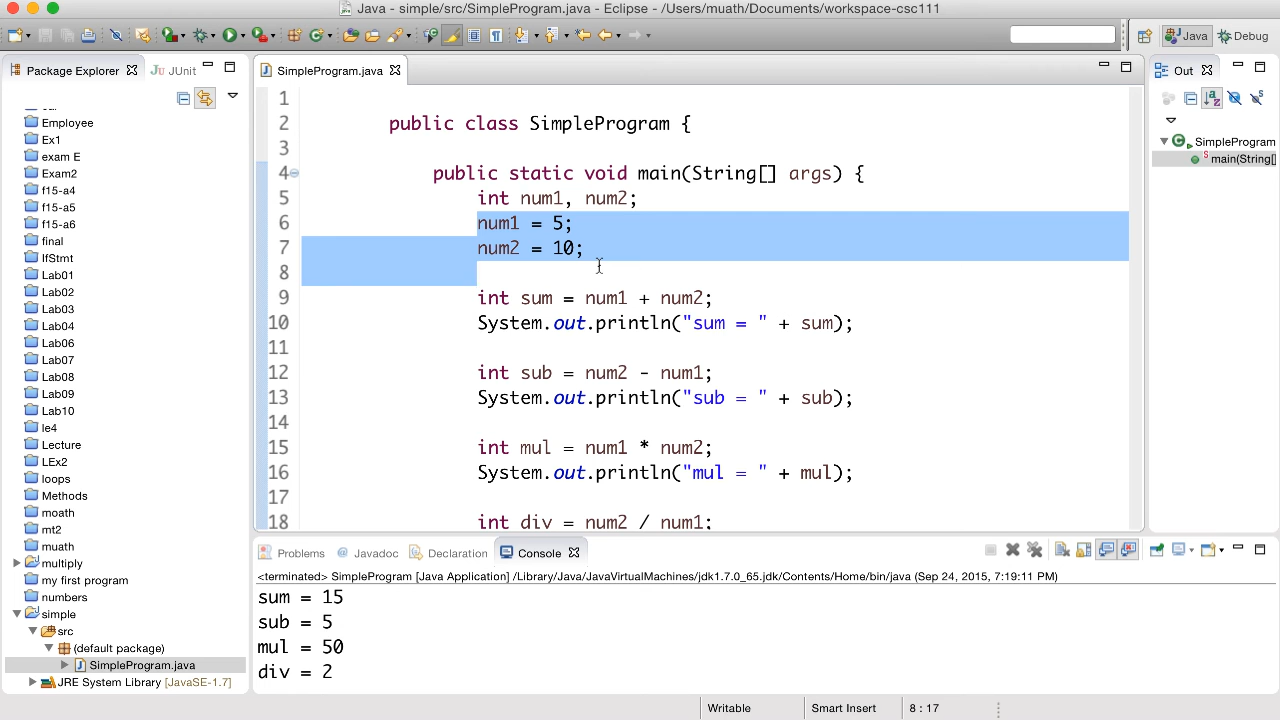 Java - simple/src/SimpleProgram.java - Eclipse - /Users/muath/Documents/workspace-csc111
Java
Debug
Package Explorer
JUnit
SimpleProgram.java
Out
Employee
Ex1
exam E
Exam2
f15-a4
f15-a5
f15-a6
final
IfStmt
Lab01
Lab02
Lab03
Lab04
Lab06
Lab07
Lab08
Lab09
Lab10
le4
Lecture
LEx2
loops
Methods
moath
mt2
muath
multiply
my first program
numbers
simple
src
(default package)
SimpleProgram.java
JRE System Library [JavaSE-1.7]
1
2 public class SimpleProgram {
3
4 public static void main(String[] args) {
5 int num1, num2;
6 num1 = 5;
7 num2 = 10;
8
9 int sum = num1 + num2;
10 System.out.println("sum = " + sum);
11
12 int sub = num2 - num1;
13 System.out.println("sub = " + sub);
14
15 int mul = num1 * num2;
16 System.out.println("mul = " + mul);
17
18 int div = num2 / num1;
SimpleProgram
main(String[]
Problems
Javadoc
Declaration
Console
<terminated> SimpleProgram [Java Application] /Library/Java/JavaVirtualMachines/jdk1.7.0_65.jdk/Contents/Home/bin/java (Sep 24, 2015, 7:19:11 PM)
sum = 15
sub = 5
mul = 50
div = 2
Writable
Smart Insert
8 : 17